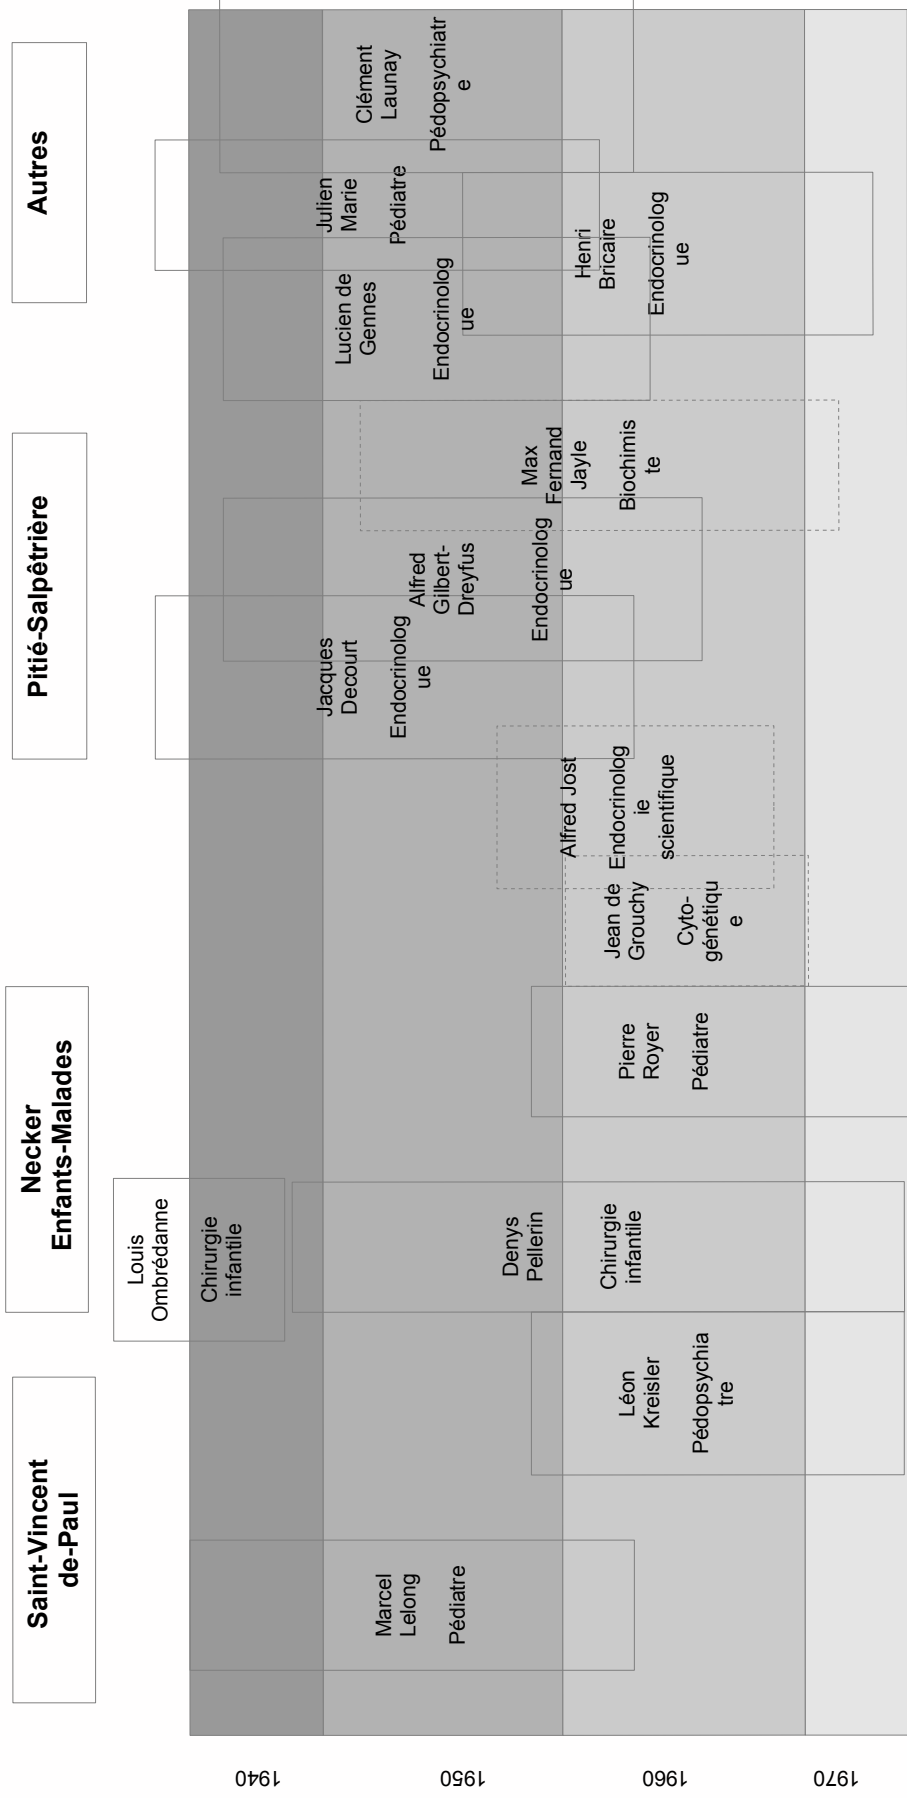 Saint-Vincent
de-Paul
Necker
Enfants-Malades
Pitié-Salpêtrière
Autres
1940
1950
1960
1970
Marcel
Lelong
Pédiatre
Léon
Kreisler
Pédopsychia
tre
Louis
Ombrédanne
Chirurgie
infantile
Denys
Pellerin
Chirurgie
infantile
Pierre
Royer
Pédiatre
Jean de
Grouchy
Cyto-
génétiqu
e
Alfred Jost
Endocrinolog
ie
scientifique
Jacques
Decourt
Endocrinolog
ue
Alfred
Gilbert-
Dreyfus
Endocrinolog
ue
Max
Fernand
Jayle
Biochimis
te
Lucien de
Gennes
Endocrinolog
ue
Julien
Marie
Pédiatre
Henri
Bricaire
Endocrinolog
ue
Clément
Launay
Pédopsychiatr
e